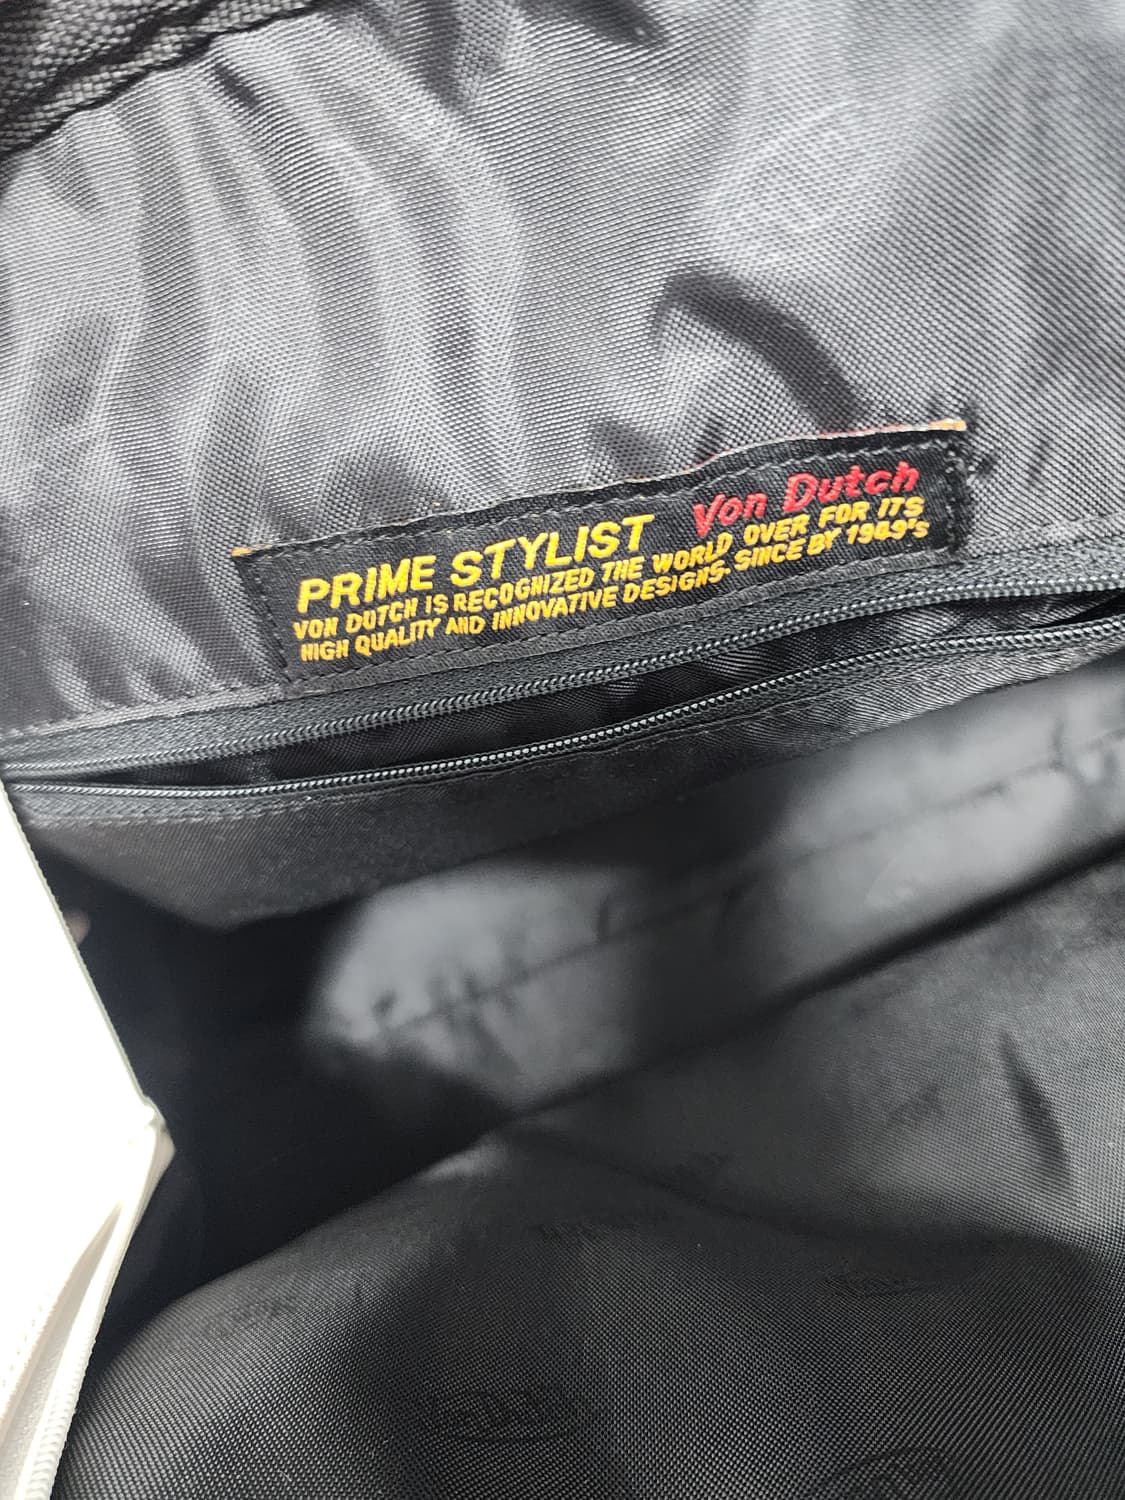 PRIME STYLIST Von Dutch
VON DUTCH IS RECOGNIZED THE WORLD OVER FOR ITS
HIGH QUALITY AND INNOVATIVE DESIGNS. SINCE BY 1949's